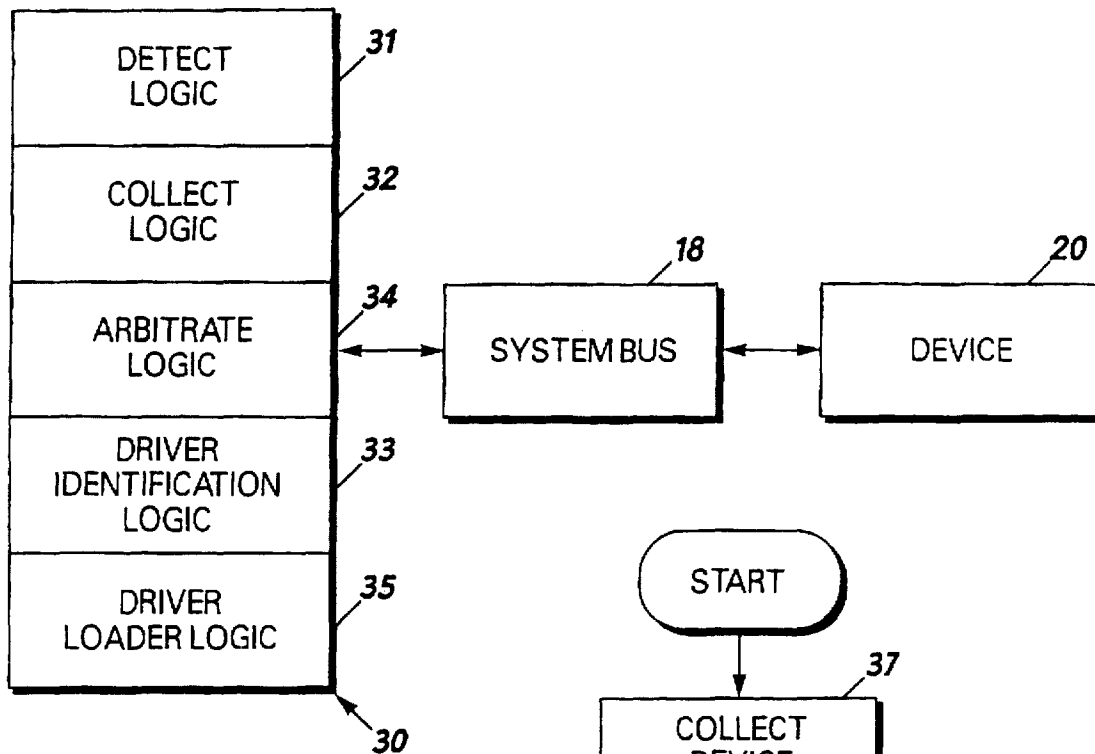 DETECT
LOGIC
31
COLLECT
LOGIC
32
ARBITRATE
LOGIC
34
SYSTEM BUS
18
DEVICE
20
DRIVER
IDENTIFICATION
LOGIC
33
DRIVER
LOADER LOGIC
35
30
START
37
COLLECT
DEVICE